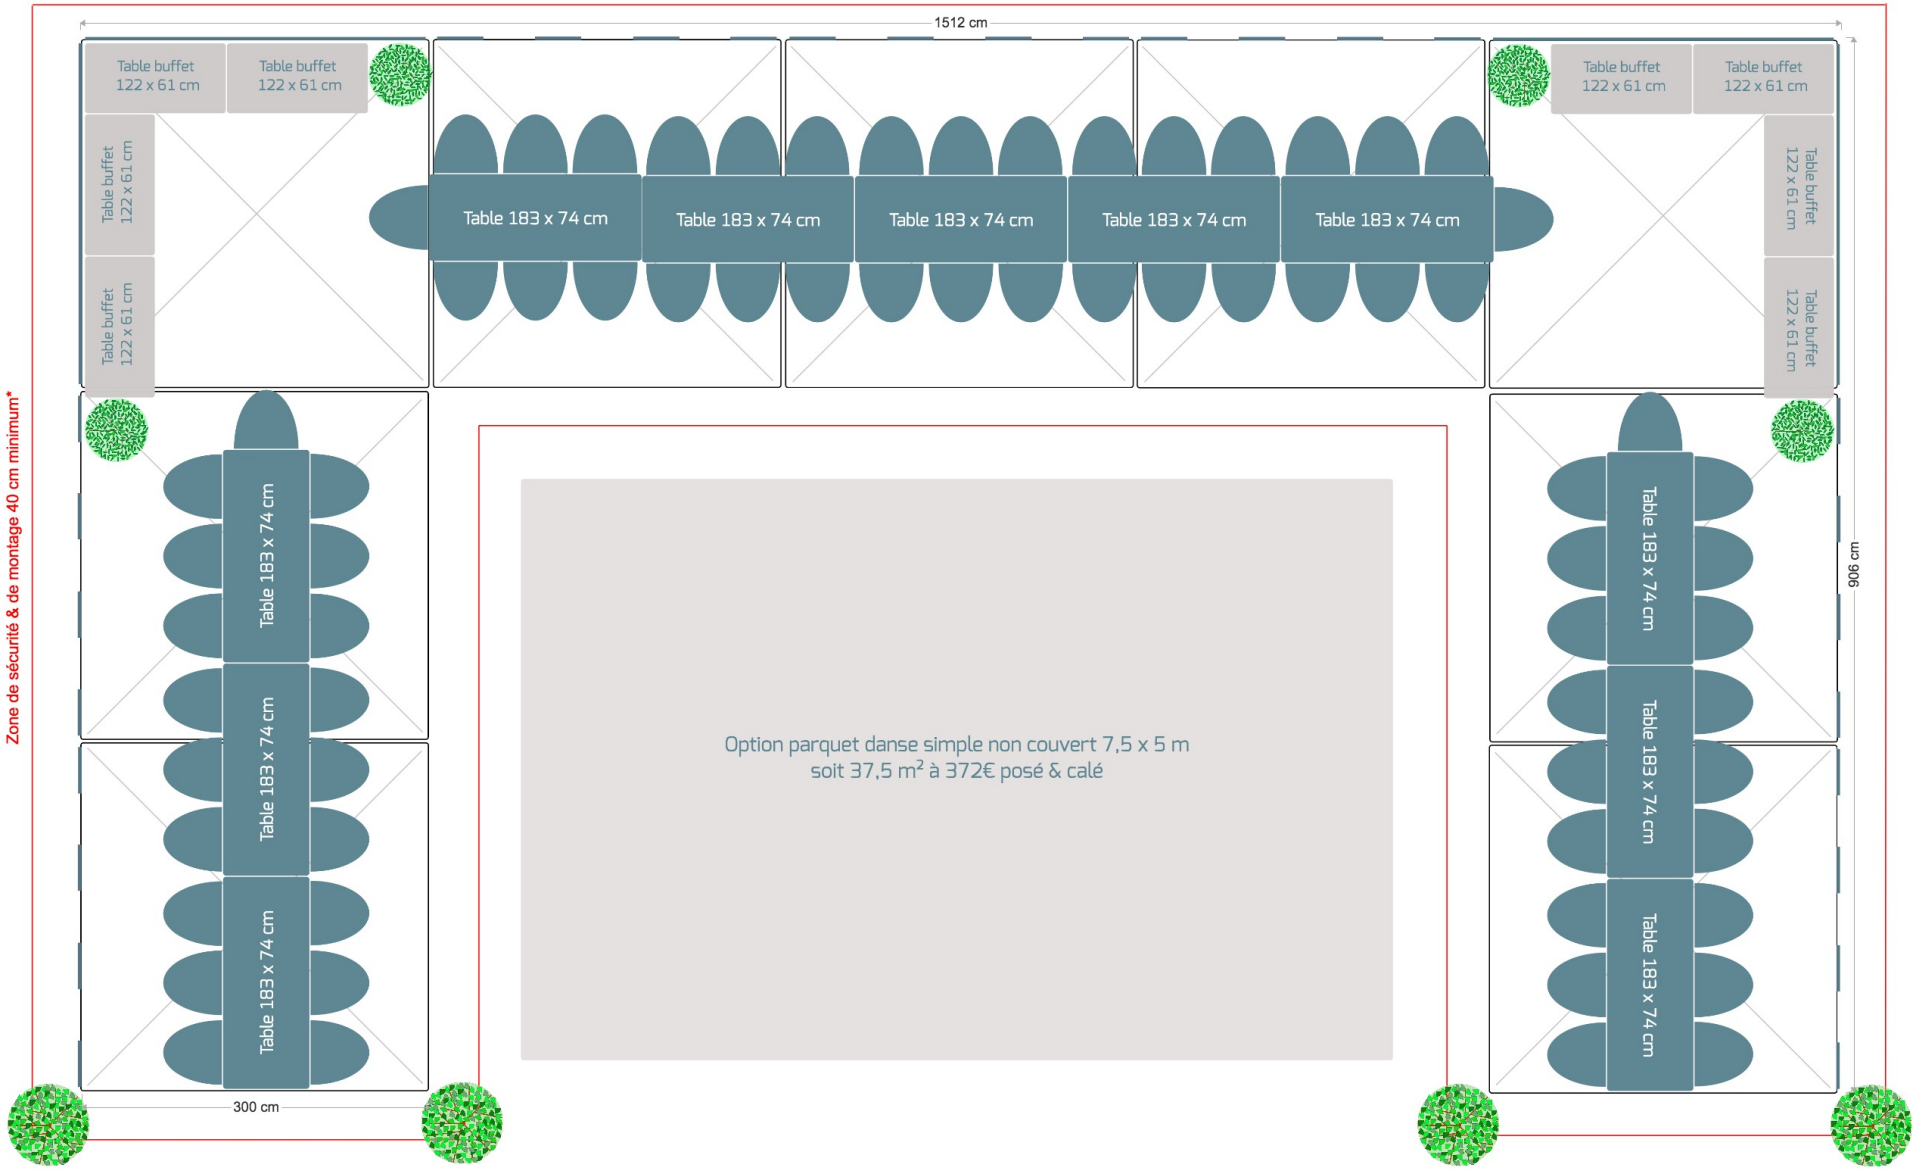 1512 cm
Table buffet
122 x 61 cm
Table buffet
122 x 61 cm
Table buffet
122 x 61 cm
Table buffet
122 x 61 cm
Table buffet
122 x 61 cm
Table buffet
122 x 61 cm
Table buffet
122 x 61 cm
Table buffet
122 x 61 cm
Table 183 x 74 cm
Table 183 x 74 cm
Table 183 x 74 cm
Table 183 x 74 cm
Table 183 x 74 cm
Zone de sécurité & de montage 40 cm minimum*
Table 183 x 74 cm
Table 183 x 74 cm
Table 183 x 74 cm
Option parquet danse simple non couvert 7,5 x 5 m
soit 37,5 m² à 372€ posé & calé
Table 183 x 74 cm
Table 183 x 74 cm
Table 183 x 74 cm
906 cm
300 cm